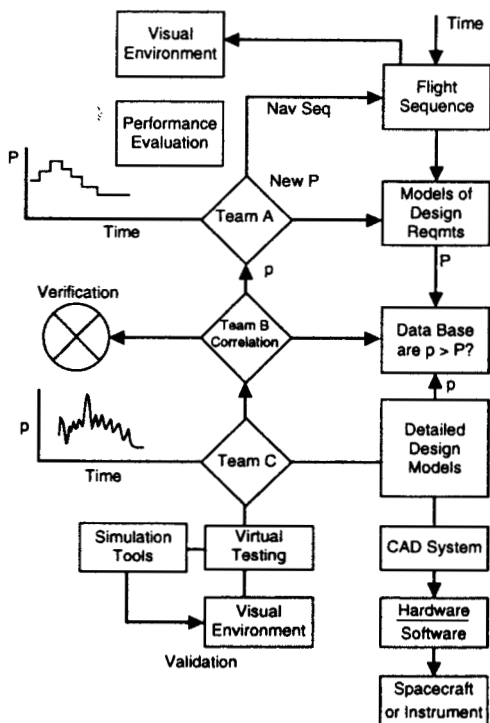 Visual
Environment
Time
Flight
Sequence
Nav Seq
Performance
Evaluation
P
New P
Team A
Time
Models of
Design
Reqmts
p
P
Verification
Team B
Correlation
Data Base
are p > P?
p
p
Team C
Time
Detailed
Design
Models
Simulation
Tools
Virtual
Testing
CAD System
Visual
Environment
Hardware
Software
Validation
Spacecraft
or Instrument